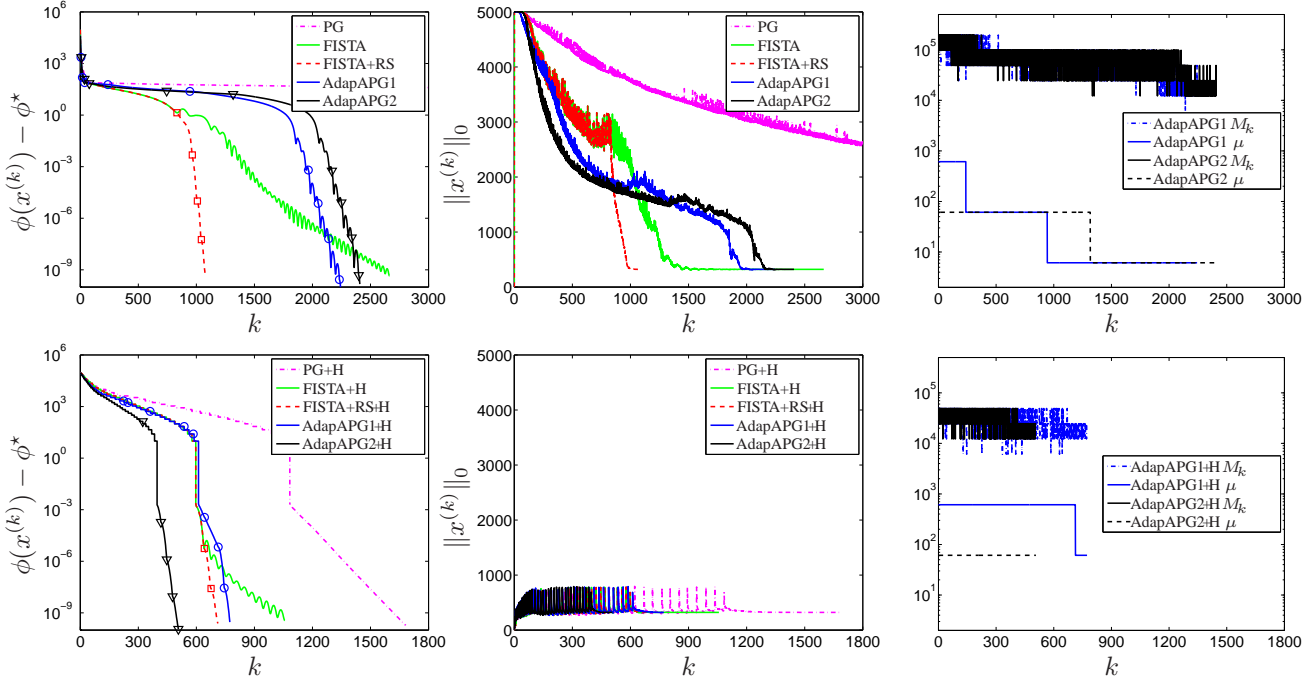 10^6
10^3
10^0
10^-3
10^-6
10^-9
ϕ(x^(k)) − ϕ*
PG
FISTA
FISTA+RS
AdapAPG1
AdapAPG2
0 500 1000 1500 2000 2500 3000
k
5000
4000
3000
2000
1000
0
||x^(k)||_0
PG
FISTA
FISTA+RS
AdapAPG1
AdapAPG2
0 500 1000 1500 2000 2500 3000
k
10^5
10^4
10^3
10^2
10^1
AdapAPG1 M_k
AdapAPG1 μ
AdapAPG2 M_k
AdapAPG2 μ
0 500 1000 1500 2000 2500 3000
k
10^6
10^3
10^0
10^-3
10^-6
10^-9
ϕ(x^(k)) − ϕ*
PG+H
FISTA+H
FISTA+RS+H
AdapAPG1+H
AdapAPG2+H
0 300 600 900 1200 1500 1800
k
5000
4000
3000
2000
1000
0
||x^(k)||_0
PG+H
FISTA+H
FISTA+RS+H
AdapAPG1+H
AdapAPG2+H
0 300 600 900 1200 1500 1800
k
10^5
10^4
10^3
10^2
10^1
AdapAPG1+H M_k
AdapAPG1+H μ
AdapAPG2+H M_k
AdapAPG2+H μ
0 300 600 900 1200 1500 1800
k